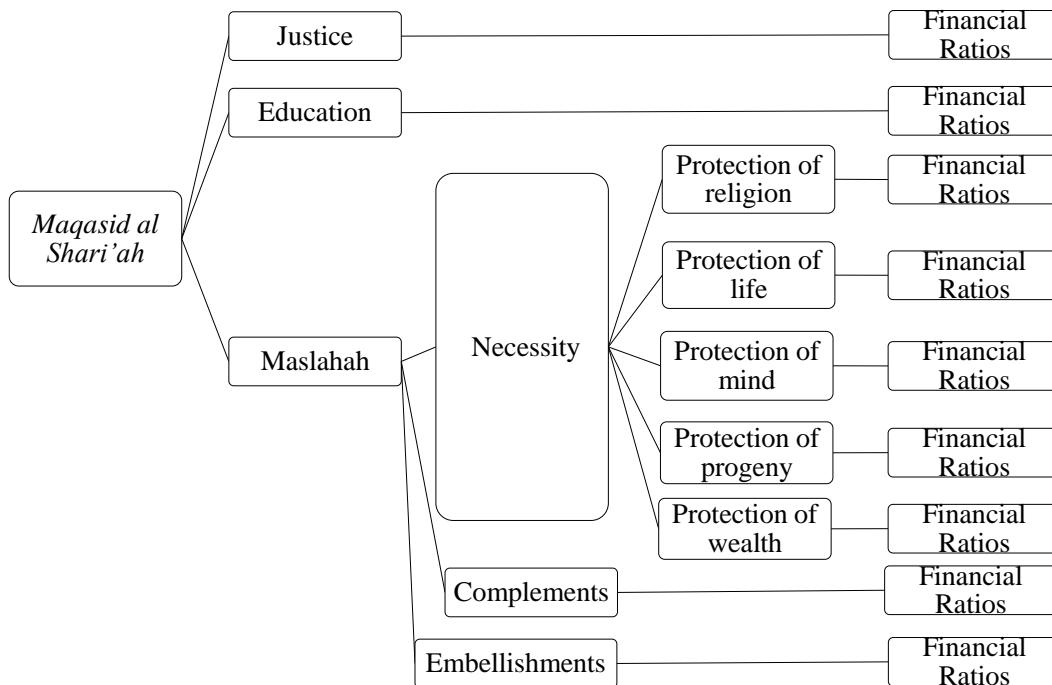 Justice
Financial
Ratios
Education
Financial
Ratios
Maqasid al
Shari’ah
Maslahah
Necessity
Protection of
religion
Financial
Ratios
Protection of
life
Financial
Ratios
Protection of
mind
Financial
Ratios
Protection of
progeny
Financial
Ratios
Protection of
wealth
Financial
Ratios
Complements
Financial
Ratios
Embellishments
Financial
Ratios